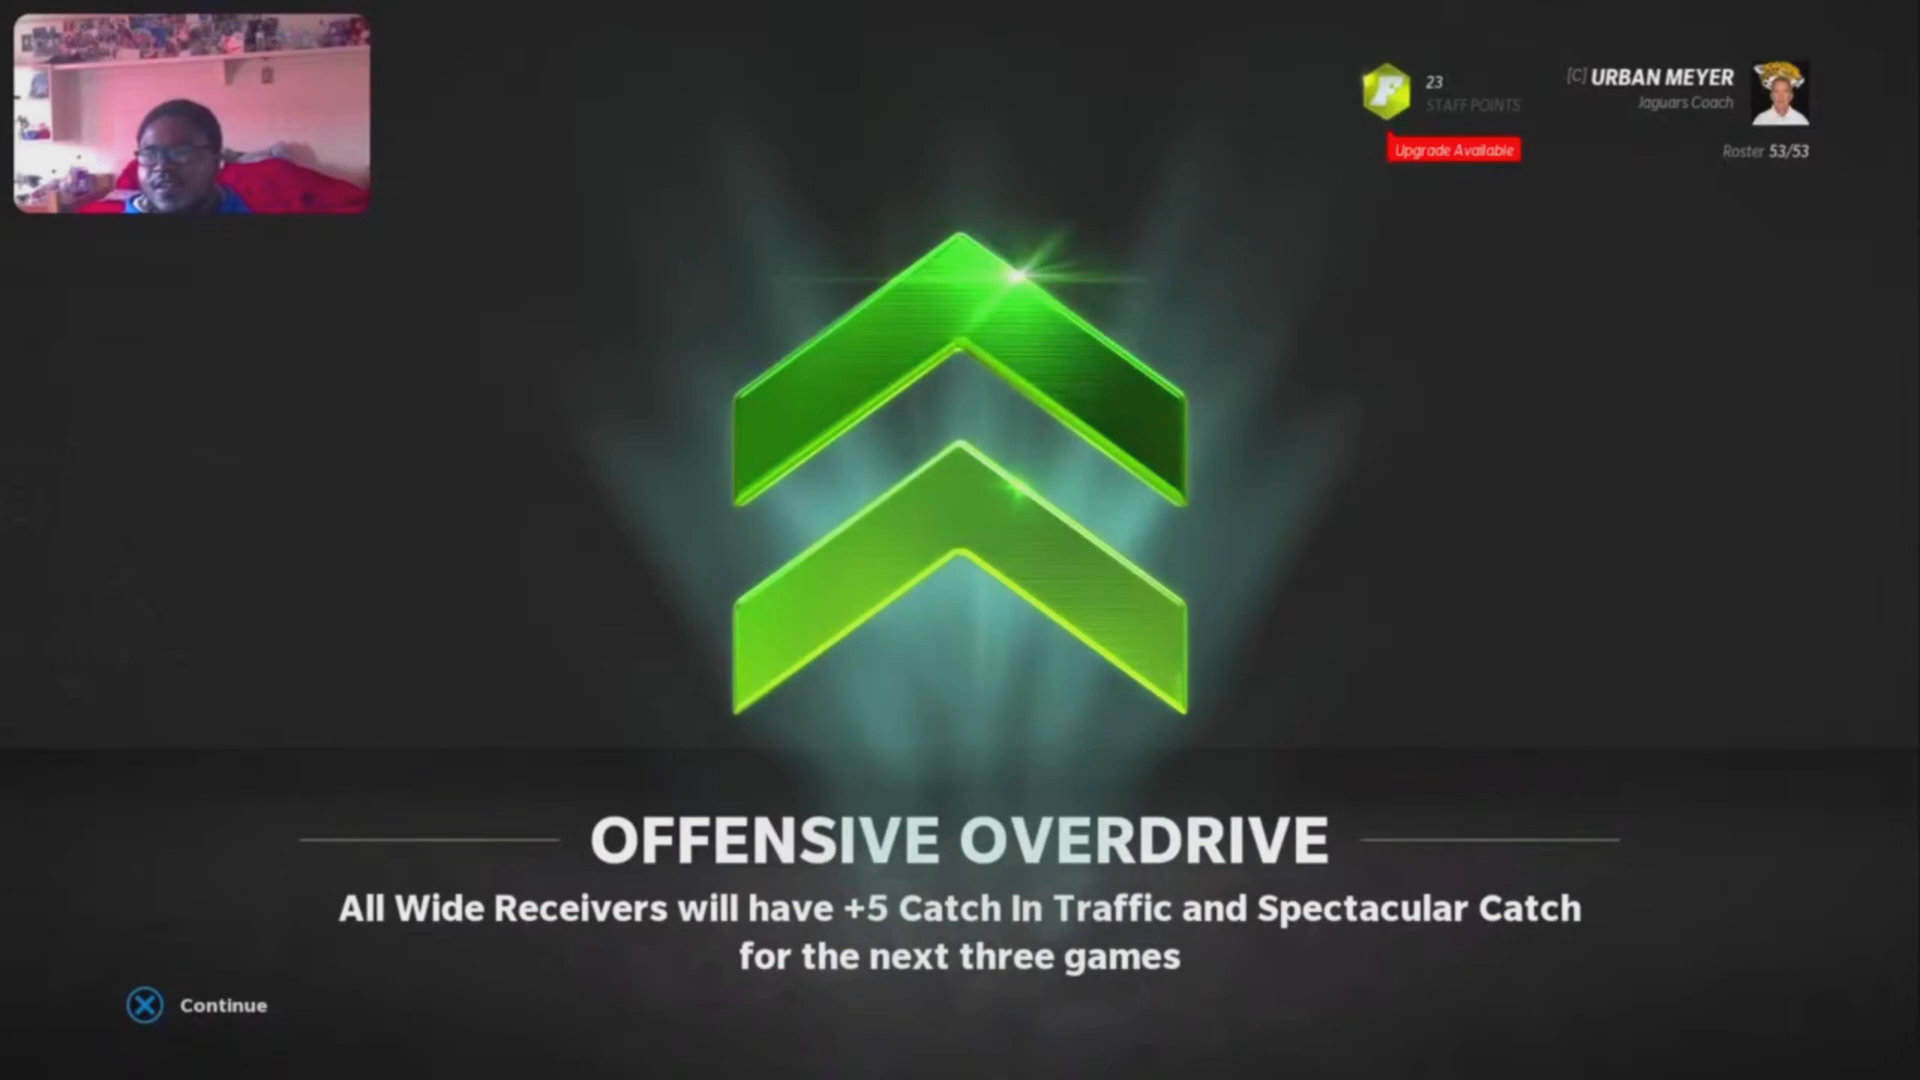 23
STAFF POINTS
Upgrade Available
[C] URBAN MEYER
Jaguars Coach
Roster 53/53
OFFENSIVE OVERDRIVE
All Wide Receivers will have +5 Catch In Traffic and Spectacular Catch
for the next three games
Continue